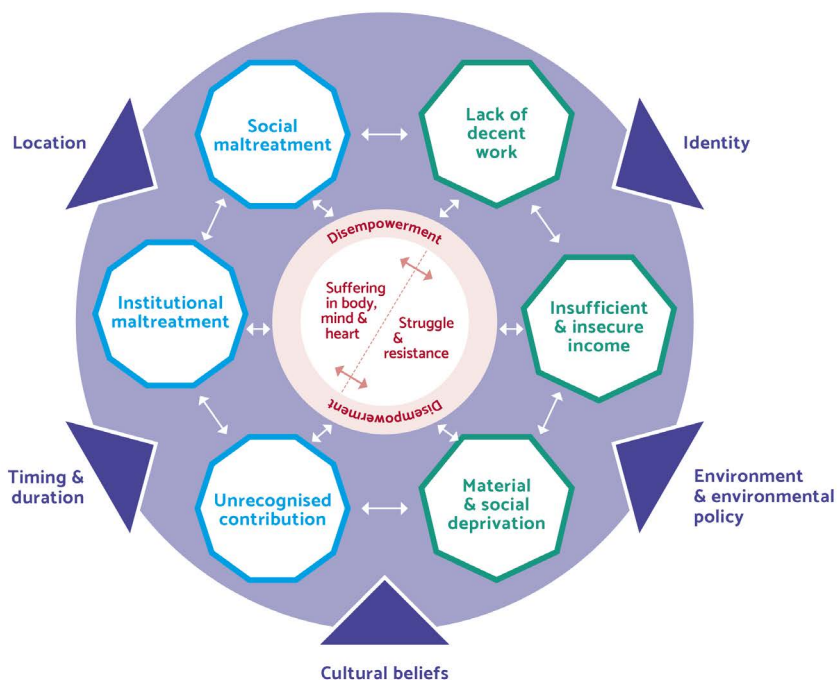 Location
Social
maltreatment
Lack of
decent
work
Identity
Institutional
maltreatment
Disempowerment
Suffering
in body,
mind &
heart
Struggle
&
resistance
Disempowerment
Insufficient
& insecure
income
Timing &
duration
Unrecognised
contribution
Material
& social
deprivation
Environment
& environmental
policy
Cultural beliefs